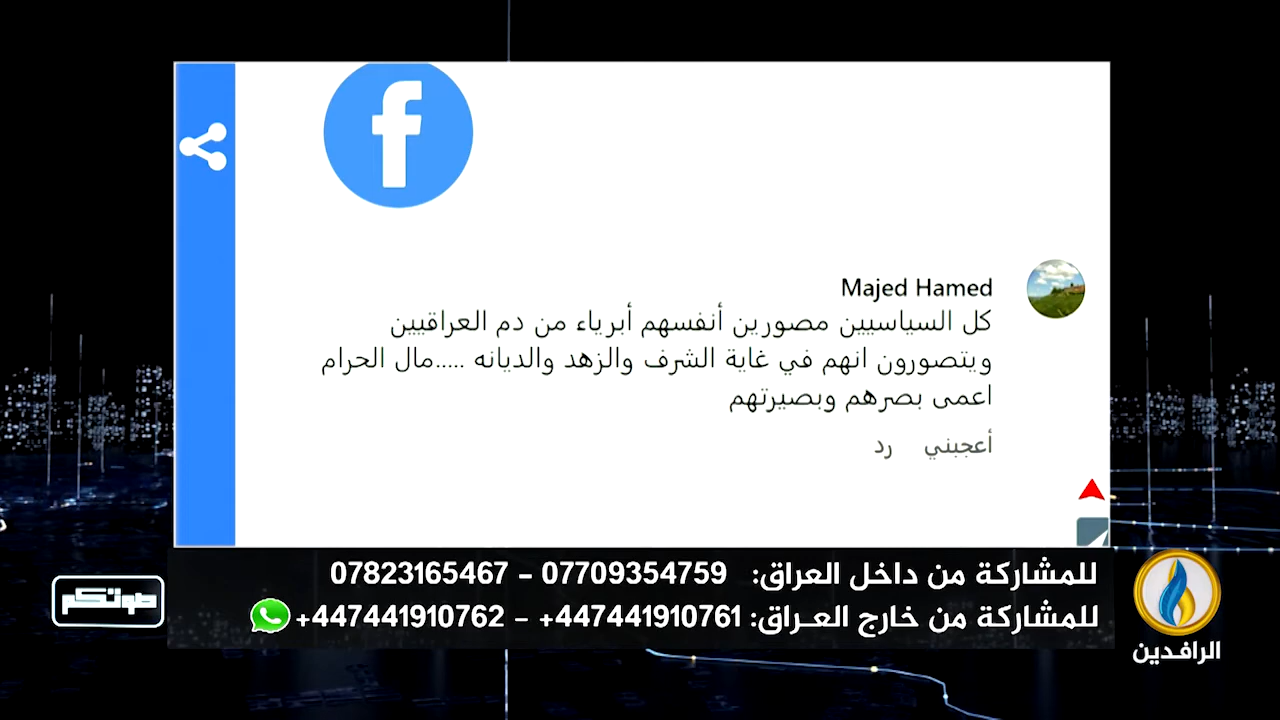 f
Majed Hamed
كل السياسيين مصورين أنفسهم أبرياء من دم العراقيين
ويتصورون انهم في غاية الشرف والزهد والديانه .....مال الحرام
اعمى بصرهم وبصيرتهم
أعجبني رد
للمشاركة من داخل العراق: 07709354759 - 07823165467
للمشاركة من خارج العـراق: 447441910761+ - 447441910762+
صوتكم
الرافدين